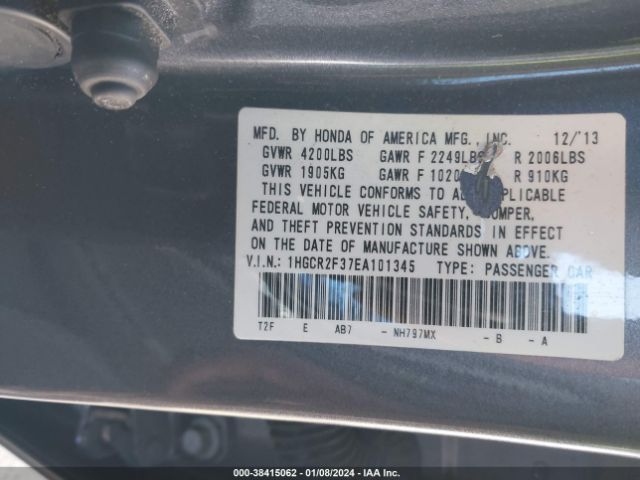 MFD. BY HONDA OF AMERICA MFG., INC. 12/'13
GVWR 4200LBS GAWR F 2249LBS R 2006LBS
GVWR 1905KG GAWR F 1020 R 910KG
THIS VEHICLE CONFORMS TO ALL APPLICABLE
FEDERAL MOTOR VEHICLE SAFETY, BUMPER,
AND THEFT PREVENTION STANDARDS IN EFFECT
ON THE DATE OF MANUFACTURE SHOWN ABOVE.
V.I.N.: 1HGCR2F37EA101345 TYPE: PASSENGER CAR
T2F E AB7 - NH797MX - B - A
000-38415062 - 01/08/2024 - IAA Inc.